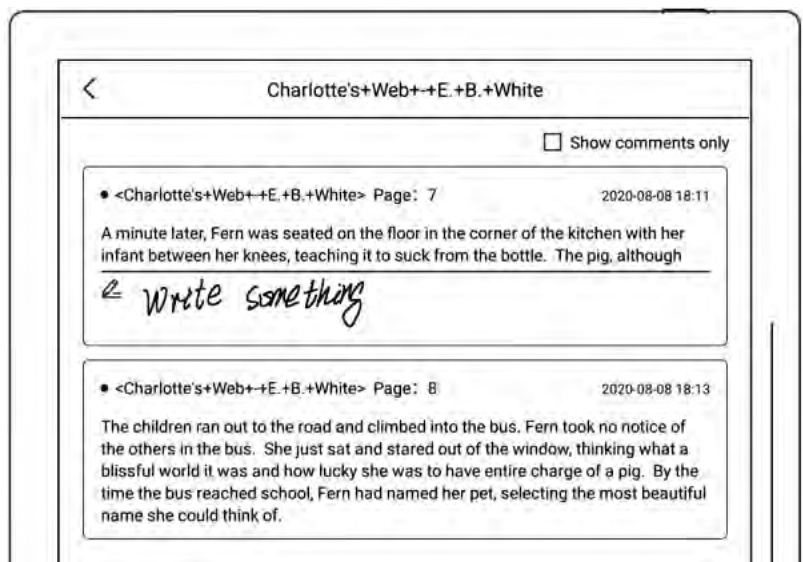 Charlotte's+Web+-+E.+B.+White
Show comments only
• <Charlotte's+Web+-+E.+B.+White> Page: 7 2020-08-08 18:11
A minute later, Fern was seated on the floor in the corner of the kitchen with her
infant between her knees, teaching it to suck from the bottle. The pig, although
Write something
• <Charlotte's+Web+-+E.+B.+White> Page: 8 2020-08-08 18:13
The children ran out to the road and climbed into the bus. Fern took no notice of
the others in the bus. She just sat and stared out of the window, thinking what a
blissful world it was and how lucky she was to have entire charge of a pig. By the
time the bus reached school, Fern had named her pet, selecting the most beautiful
name she could think of.